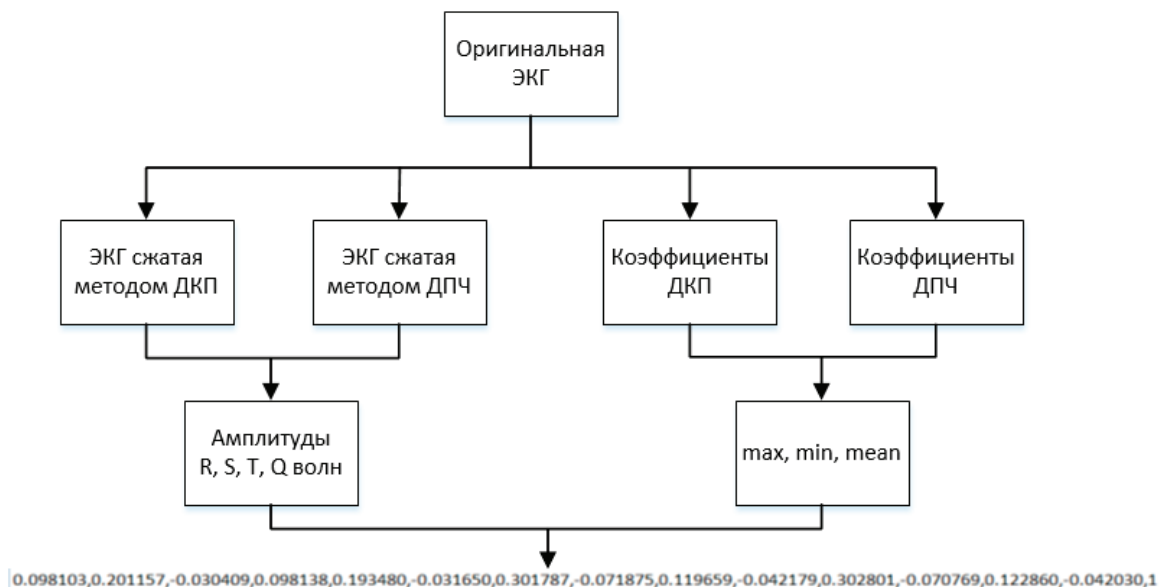 Оригинальная
ЭКГ
ЭКГ сжатая
методом ДКП
ЭКГ сжатая
методом ДПЧ
Коэффициенты
ДКП
Коэффициенты
ДПЧ
Амплитуды
R, S, T, Q волн
max, min, mean
0.098103,0.201157,-0.030409,0.098138,0.193480,-0.031650,0.301787,-0.071875,0.119659,-0.042179,0.302801,-0.070769,0.122860,-0.042030,1